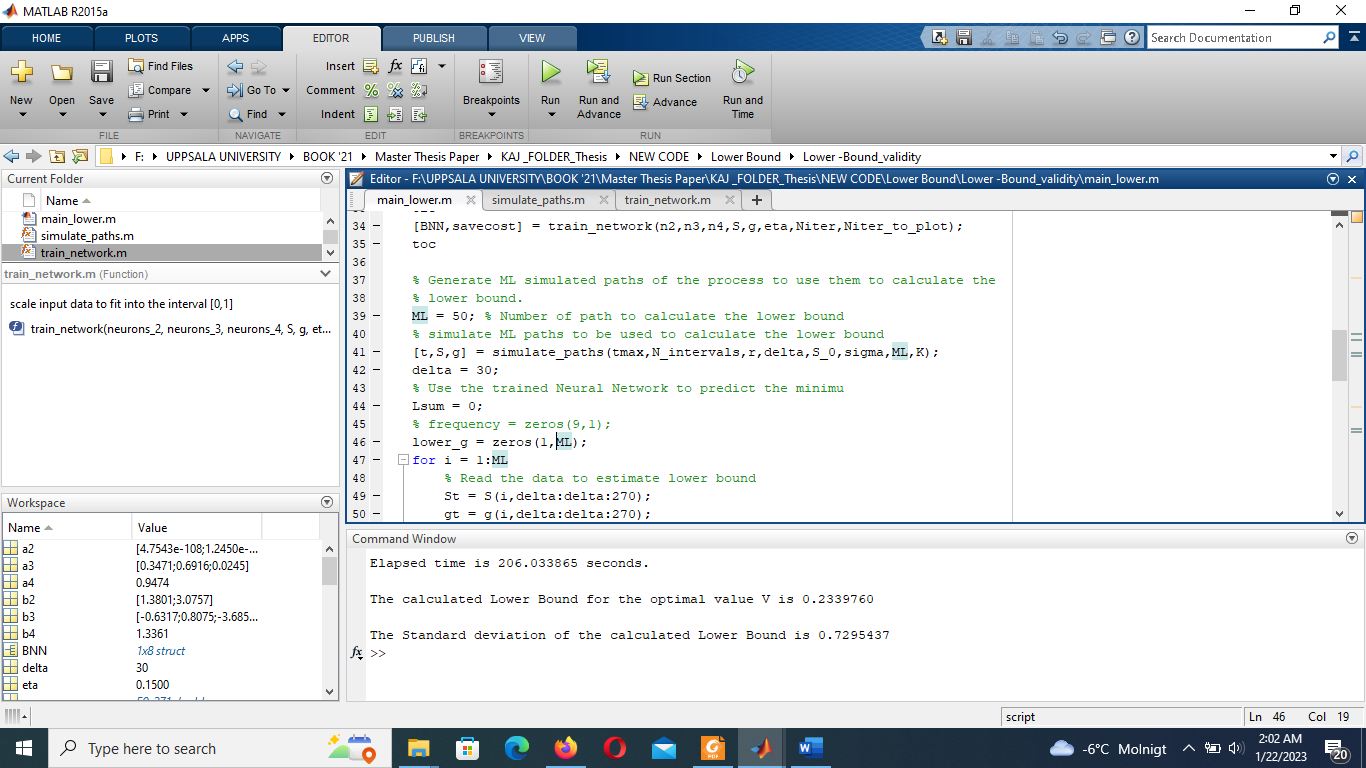 MATLAB R2015a
HOME PLOTS APPS EDITOR PUBLISH VIEW
Search Documentation
New Open Save Find Files Compare Print
Go To Find
Insert fx
Comment
Indent
Breakpoints
Run Run and Advance Run Section Advance Run and Time
FILE NAVIGATE EDIT BREAKPOINTS RUN
F: UPPSALA UNIVERSITY BOOK '21 Master Thesis Paper KAJ _FOLDER_Thesis NEW CODE Lower Bound Lower -Bound_validity
Current Folder
Name
main_lower.m
simulate_paths.m
train_network.m
train_network.m (Function)
scale input data to fit into the interval [0,1]
train_network(neurons_2, neurons_3, neurons_4, S, g, et...
Workspace
Name Value
a2 [4.7543e-108;1.2450e-...
a3 [0.3471;0.6916;0.0245]
a4 0.9474
b2 [1.3801;3.0757]
b3 [-0.6317;0.8075;-3.685...
b4 1.3361
BNN 1x8 struct
delta 30
eta 0.1500
Editor - F:\UPPSALA UNIVERSITY\BOOK '21\Master Thesis Paper\KAJ _FOLDER_Thesis\NEW CODE\Lower Bound\Lower -Bound_validity\main_lower.m
main_lower.m simulate_paths.m train_network.m
34 [BNN,savecost] = train_network(n2,n3,n4,S,g,eta,Niter,Niter_to_plot);
35 toc
36
37 % Generate ML simulated paths of the process to use them to calculate the
38 % lower bound.
39 ML = 50; % Number of path to calculate the lower bound
40 % simulate ML paths to be used to calculate the lower bound
41 [t,S,g] = simulate_paths(tmax,N_intervals,r,delta,S_0,sigma,ML,K);
42 delta = 30;
43 % Use the trained Neural Network to predict the minimu
44 Lsum = 0;
45 % frequency = zeros(9,1);
46 lower_g = zeros(1,ML);
47 for i = 1:ML
48 % Read the data to estimate lower bound
49 St = S(i,delta:delta:270);
50 gt = g(i,delta:delta:270);
Command Window
Elapsed time is 206.033865 seconds.
The calculated Lower Bound for the optimal value V is 0.2339760
The Standard deviation of the calculated Lower Bound is 0.7295437
fx >>
script Ln 46 Col 19
Type here to search
-6°C Molnigt
2:02 AM
1/22/2023
20